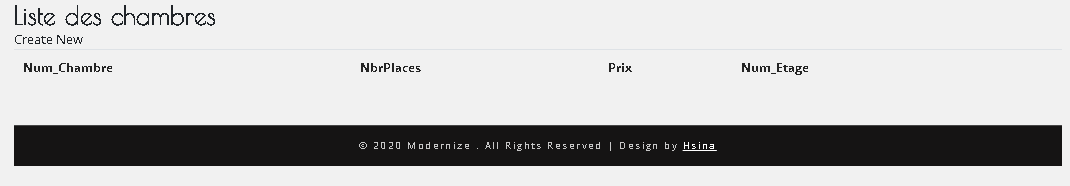 Liste des chambres
Create New
Num_Chambre NbrPlaces Prix Num_Etage
© 2020 Modernize . All Rights Reserved | Design by Hsina